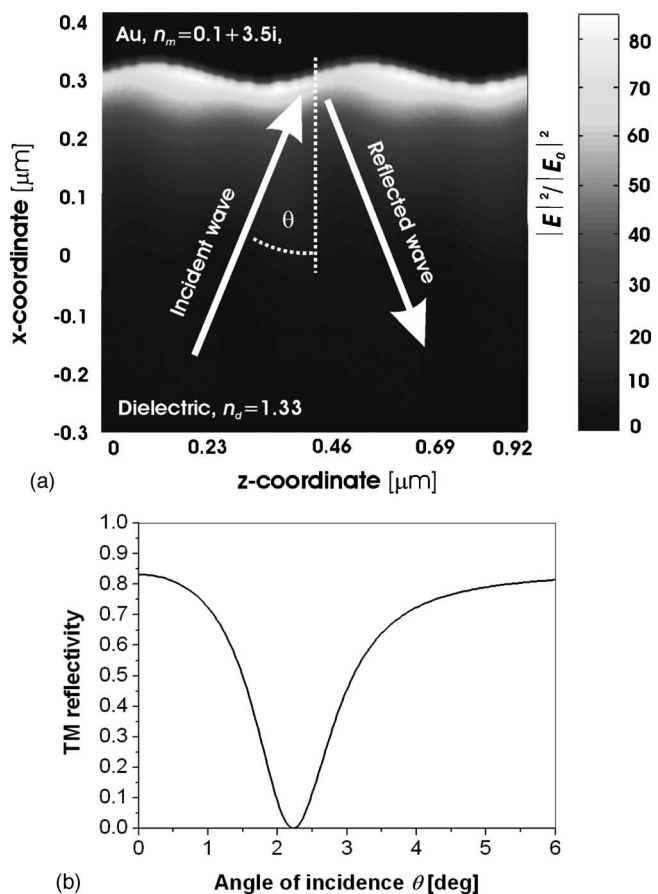 0.4
0.3
0.2
0.1
0
-0.1
-0.2
-0.3
x-coordinate [μm]
Au, n_m=0.1+3.5i,
Incident wave
θ
Reflected wave
Dielectric, n_d=1.33
0 0.23 0.46 0.69 0.92
z-coordinate [μm]
80
70
60
50
40
30
20
10
0
|E|²/|E₀|²
(a)
1.0
0.9
0.8
0.7
0.6
0.5
0.4
0.3
0.2
0.1
0.0
TM reflectivity
0 1 2 3 4 5 6
Angle of incidence θ [deg]
(b)